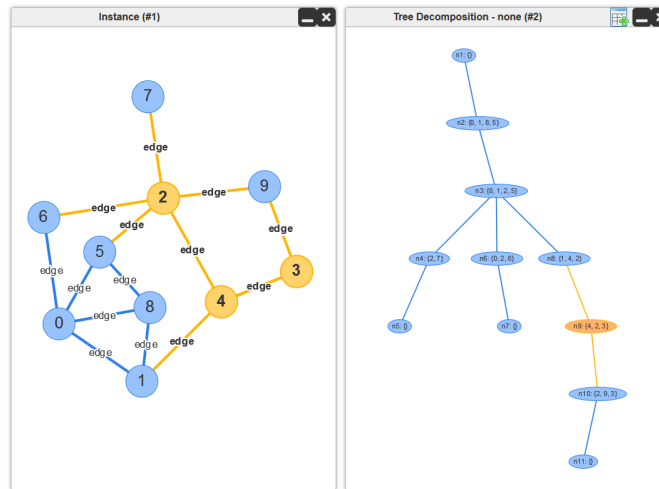 Instance (#1)
7
edge
2
edge
9
6
edge
edge
5
edge
edge
edge
edge
edge
3
edge
4
edge
8
edge
0
edge
edge
edge
1
Tree Decomposition - none (#2)
n1: {}
n2: {0, 1, 8, 5}
n3: {0, 1, 2, 5}
n4: {2, 7}
n6: {0, 2, 6}
n8: {1, 4, 2}
n5: {}
n7: {}
n9: {4, 2, 3}
n10: {2, 9, 3}
n11: {}